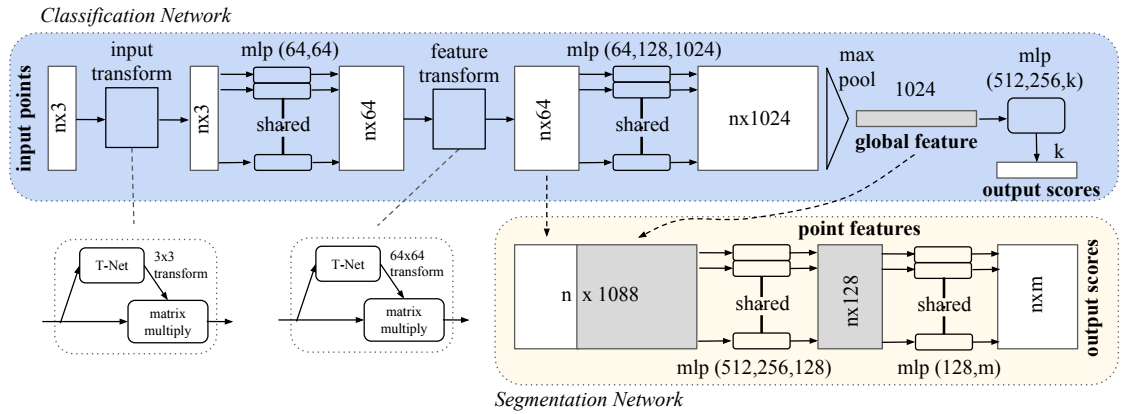 Classification Network
input points
nx3
input
transform
nx3
mlp (64,64)
shared
nx64
feature
transform
nx64
mlp (64,128,1024)
shared
nx1024
max
pool
1024
global feature
mlp
(512,256,k)
k
output scores
T-Net
3x3
transform
matrix
multiply
T-Net
64x64
transform
matrix
multiply
point features
n x 1088
shared
mlp (512,256,128)
nx128
shared
mlp (128,m)
nxm
output scores
Segmentation Network